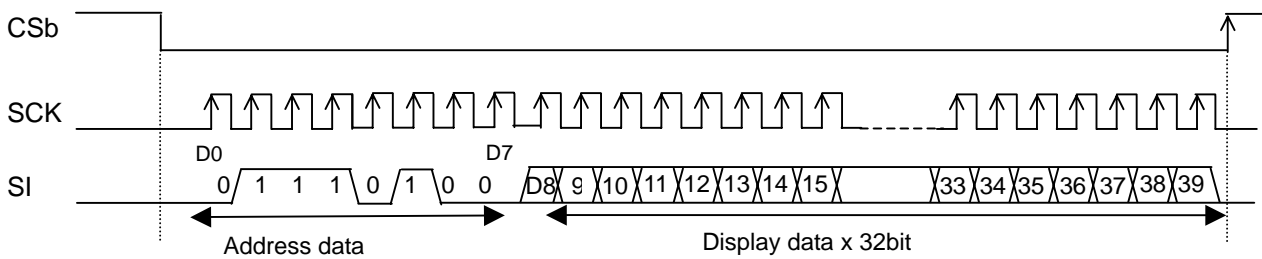 CSb
SCK
D0 D7
SI 0 1 1 1 0 1 0 0 D8 9 10 11 12 13 14 15 33 34 35 36 37 38 39
Address data Display data x 32bit